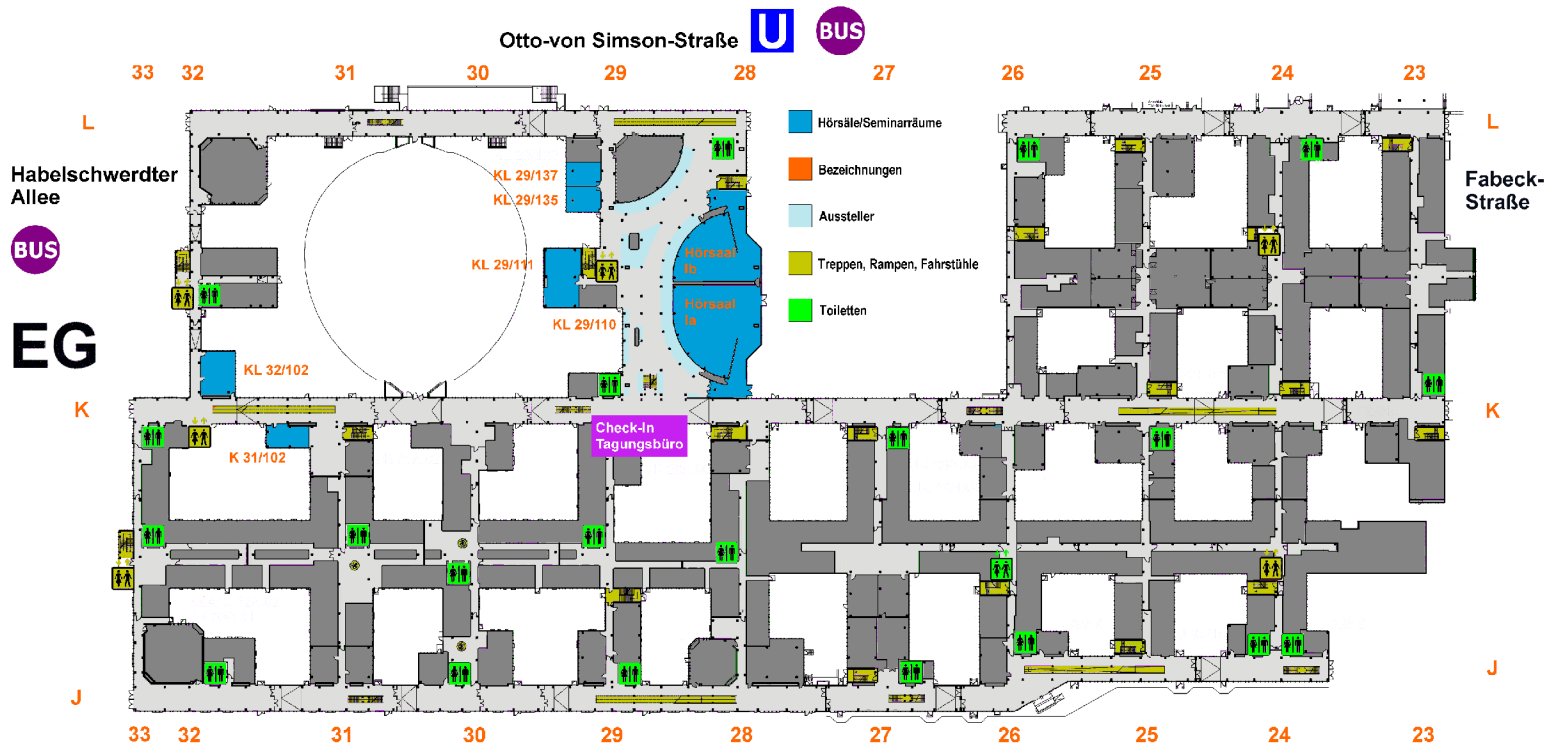 Otto-von Simson-Straße U BUS
33 32 31 30 29 28 27 26 25 24 23
L L
Habelschwerdter
Allee
BUS
EG
KL 29/137
KL 29/135
KL 29/111
KL 29/110
KL 32/102
Hörsaal
Ib
Hörsaal
Ia
Hörsäle/Seminarräume
Bezeichnungen
Aussteller
Treppen, Rampen, Fahrstühle
Toiletten
Fabeck-
Straße
K K
Check-In
Tagungsbüro
K 31/102
J J
33 32 31 30 29 28 27 26 25 24 23